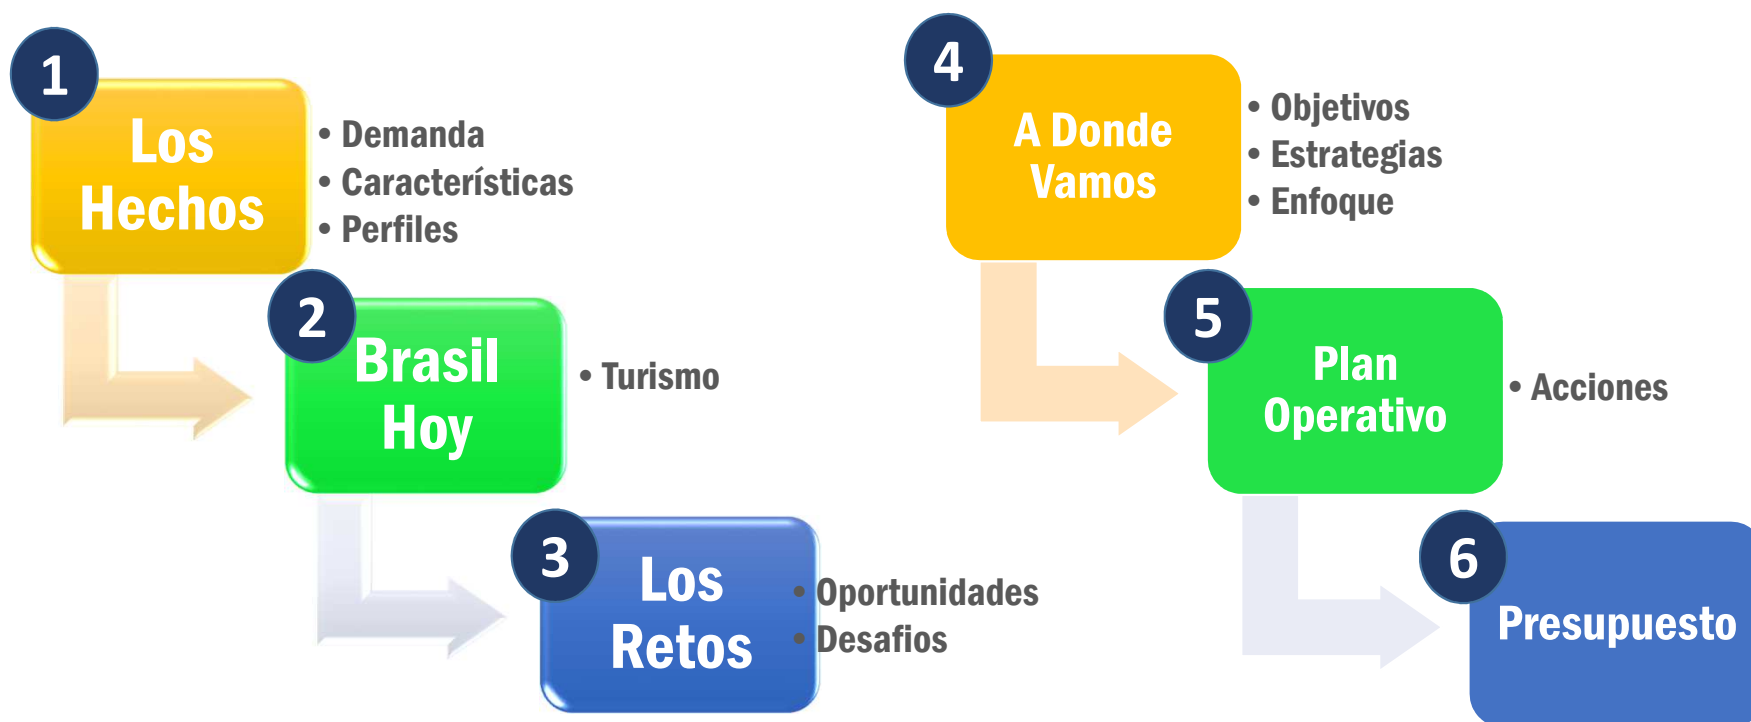 1
Los
Hechos
• Demanda
• Características
• Perfiles
2
Brasil
Hoy
• Turismo
3
Los
Retos
• Oportunidades
• Desafios
4
A Donde
Vamos
• Objetivos
• Estrategias
• Enfoque
5
Plan
Operativo
• Acciones
6
Presupuesto